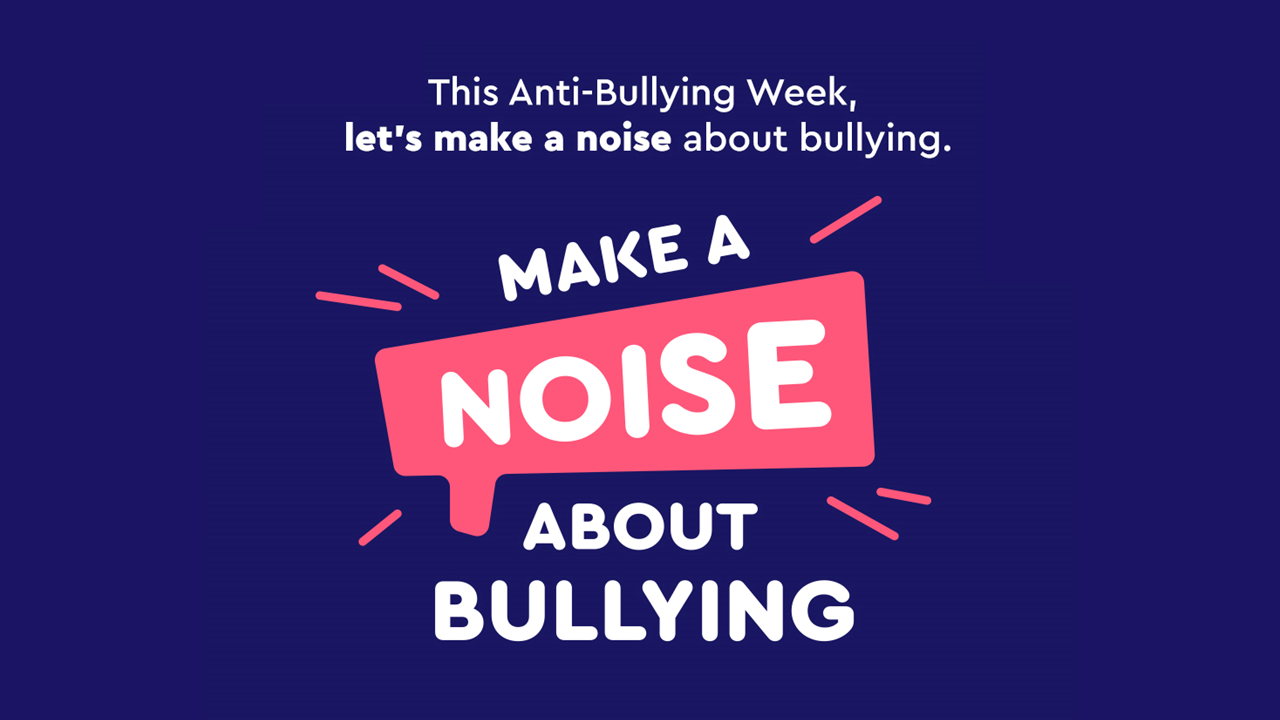 This Anti-Bullying Week,
let's make a noise about bullying.
MAKE A
NOISE
ABOUT
BULLYING